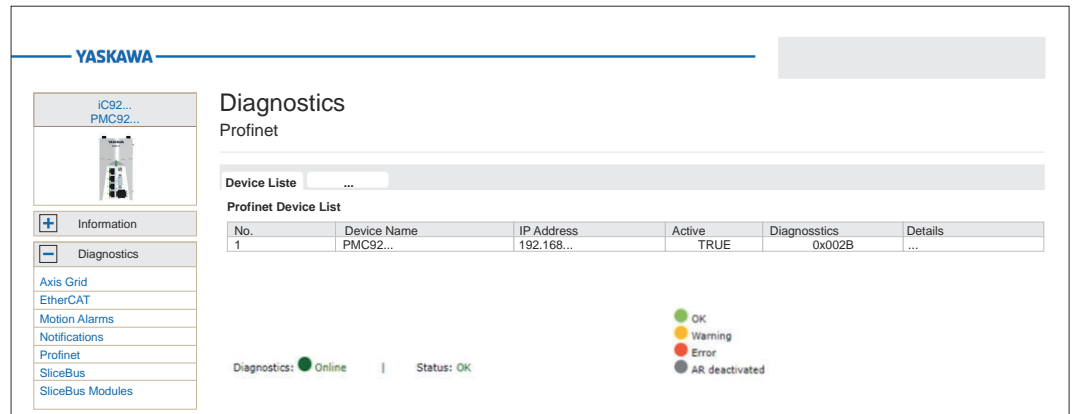 YASKAWA
iC92...
PMC92...
Information
Diagnostics
Axis Grid
EtherCAT
Motion Alarms
Notifications
Profinet
SliceBus
SliceBus Modules
Diagnostics
Profinet
Device Liste ...
Profinet Device List
No. Device Name IP Address Active Diagnosstics Details
1 PMC92... 192.168... TRUE 0x002B ...
OK
Warning
Error
AR deactivated
Diagnostics: Online | Status: OK